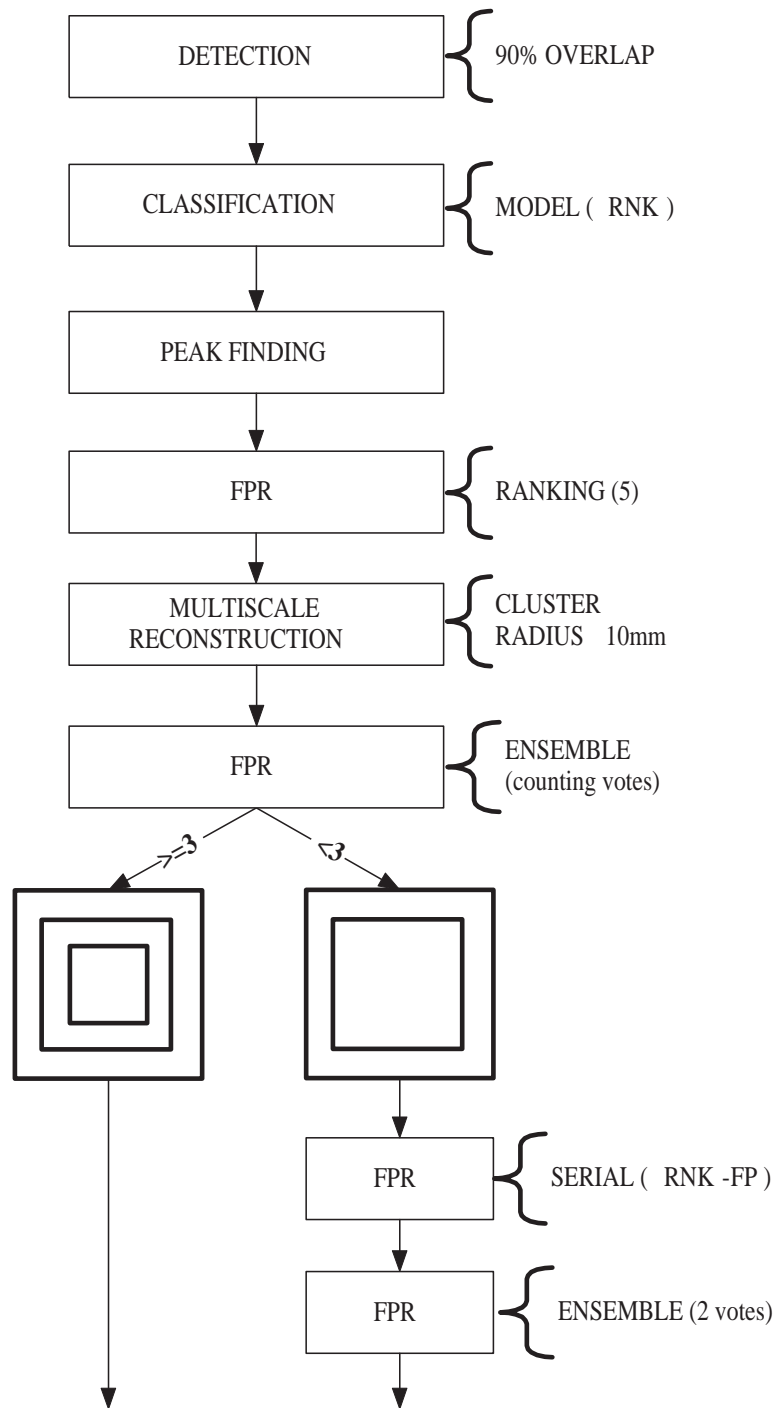 DETECTION
90% OVERLAP
CLASSIFICATION
MODEL ( RNK )
PEAK FINDING
FPR
RANKING (5)
MULTISCALE
RECONSTRUCTION
CLUSTER
RADIUS 10mm
FPR
ENSEMBLE
(counting votes)
>=3
<3
FPR
SERIAL ( RNK -FP )
FPR
ENSEMBLE (2 votes)